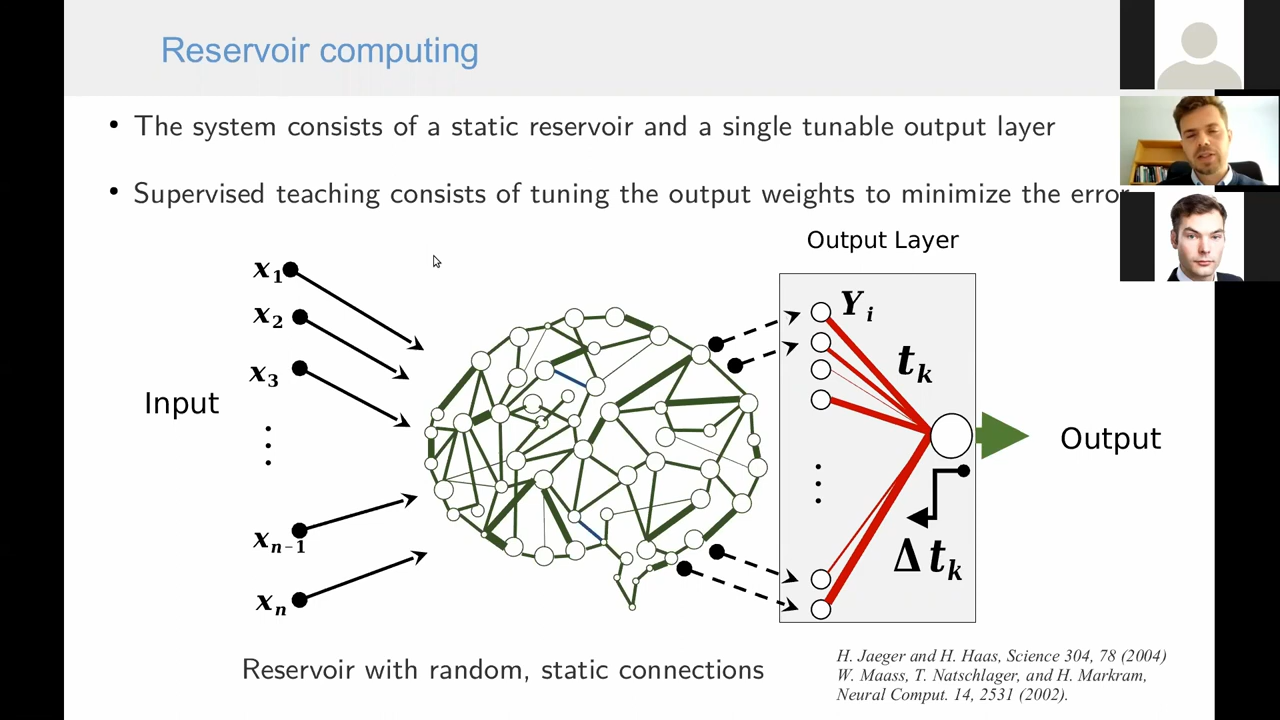 Reservoir computing
• The system consists of a static reservoir and a single tunable output layer
• Supervised teaching consists of tuning the output weights to minimize the error
Output Layer
x₁
x₂
x₃
Input
xₙ₋₁
xₙ
Yᵢ
tₖ
Output
Δ tₖ
Reservoir with random, static connections
H. Jaeger and H. Haas, Science 304, 78 (2004)
W. Maass, T. Natschlager, and H. Markram,
Neural Comput. 14, 2531 (2002).